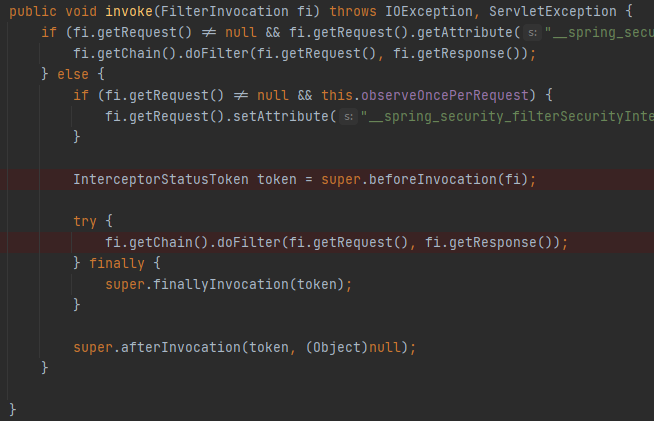 public void invoke(FilterInvocation fi) throws IOException, ServletException {
if (fi.getRequest() != null && fi.getRequest().getAttribute( s: "__spring_secu
fi.getChain().doFilter(fi.getRequest(), fi.getResponse());
} else {
if (fi.getRequest() != null && this.observeOncePerRequest) {
fi.getRequest().setAttribute( s: "__spring_security_filterSecurityInte
}
InterceptorStatusToken token = super.beforeInvocation(fi);
try {
fi.getChain().doFilter(fi.getRequest(), fi.getResponse());
} finally {
super.finallyInvocation(token);
}
super.afterInvocation(token, (Object)null);
}
}